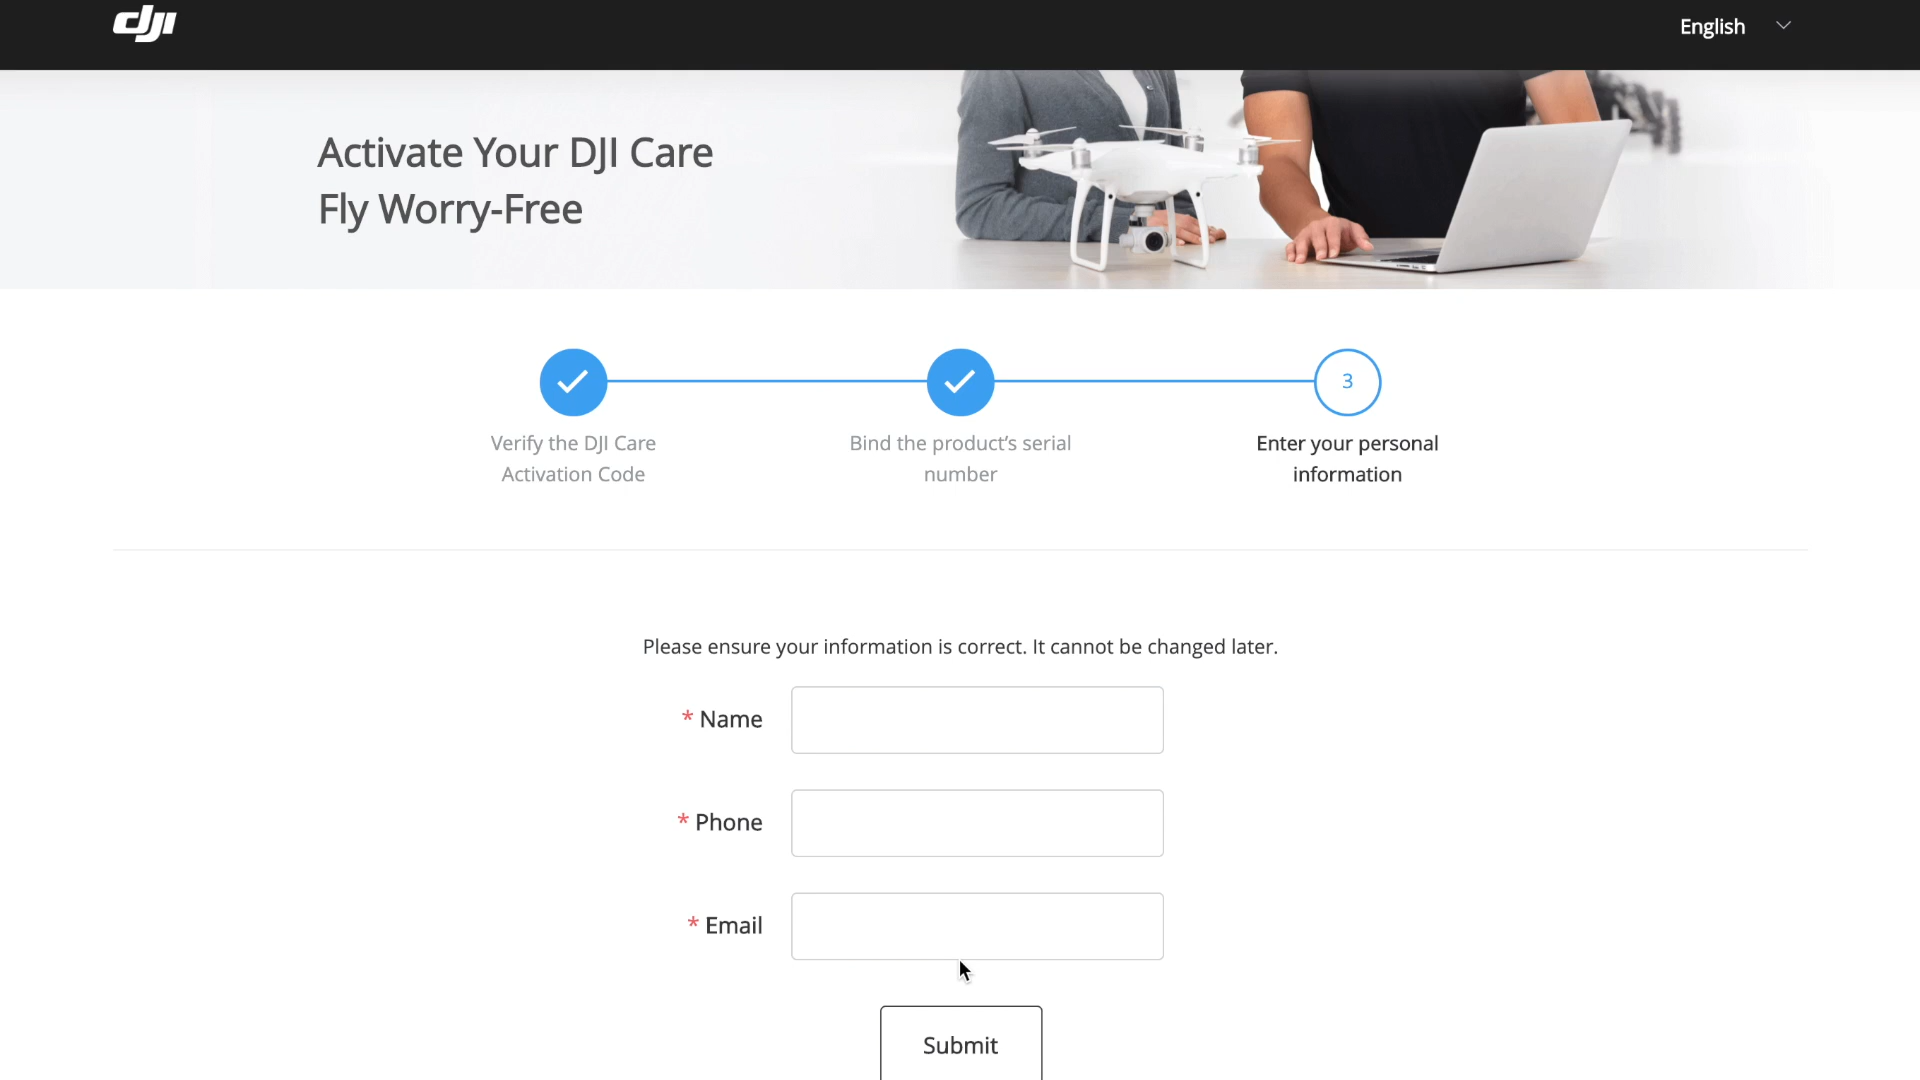 dji
English
Activate Your DJI Care
Fly Worry-Free
3
Verify the DJI Care
Activation Code
Bind the product's serial
number
Enter your personal
information
Please ensure your information is correct. It cannot be changed later.
* Name
* Phone
* Email
Submit